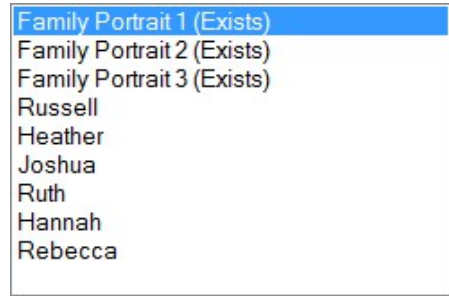 Family Portrait 1 (Exists)
Family Portrait 2 (Exists)
Family Portrait 3 (Exists)
Russell
Heather
Joshua
Ruth
Hannah
Rebecca